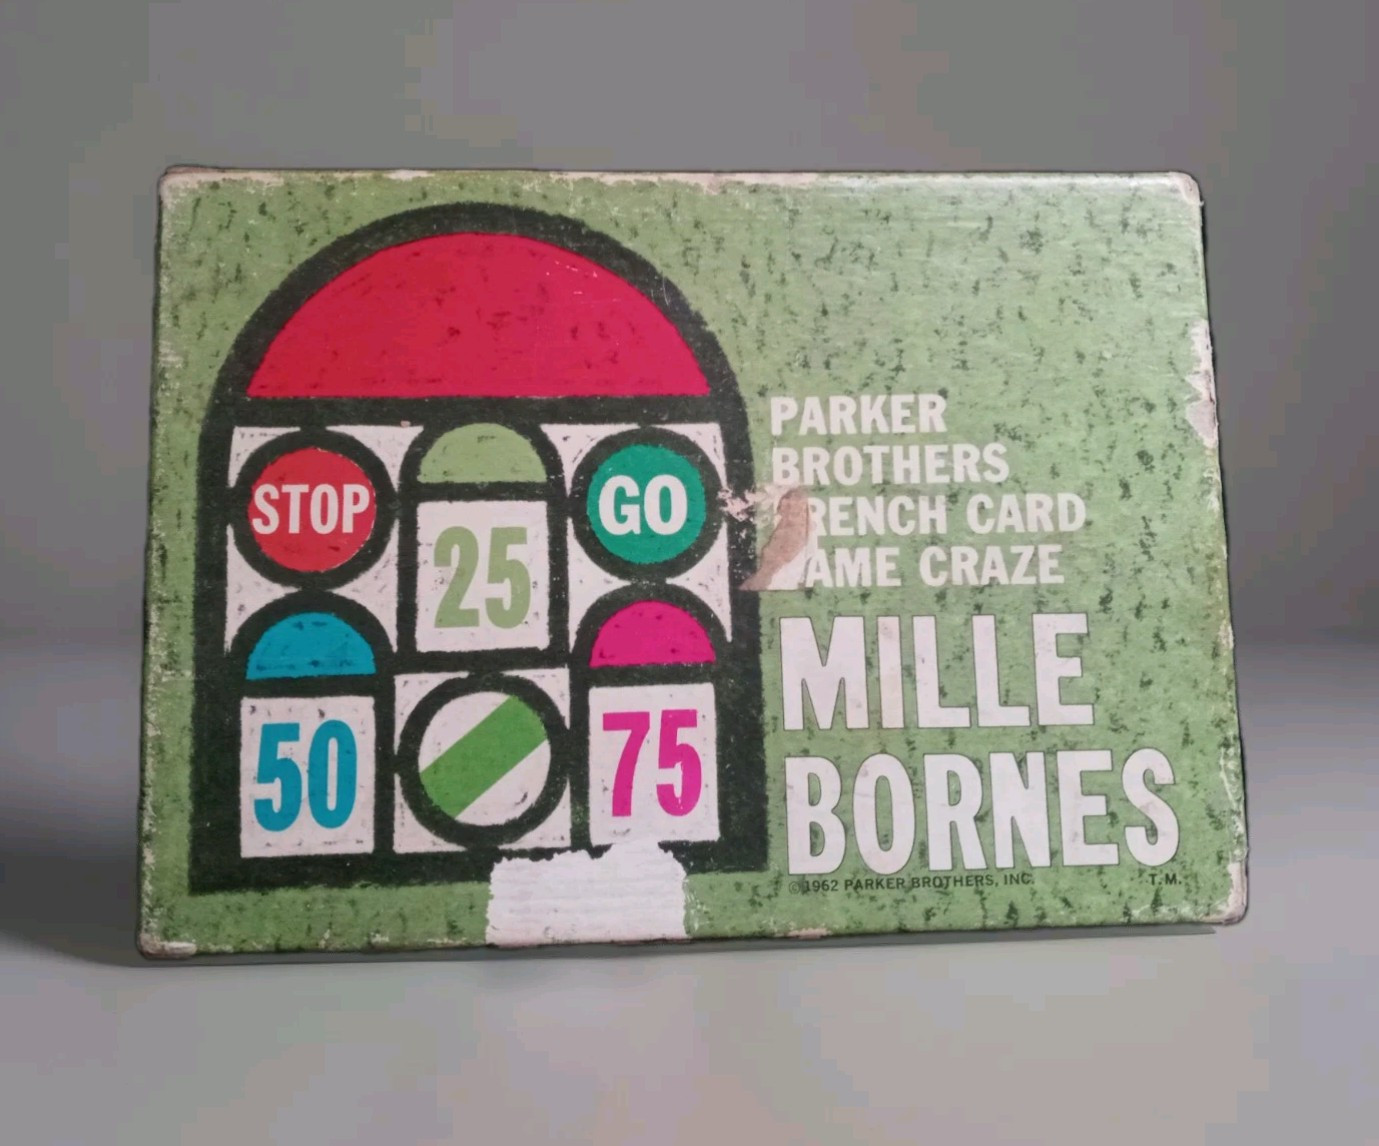 STOP
25
GO
50
75
PARKER
BROTHERS
RENCH CARD
AME CRAZE
MILLE
BORNES
©1962 PARKER BROTHERS, INC.
T.M.